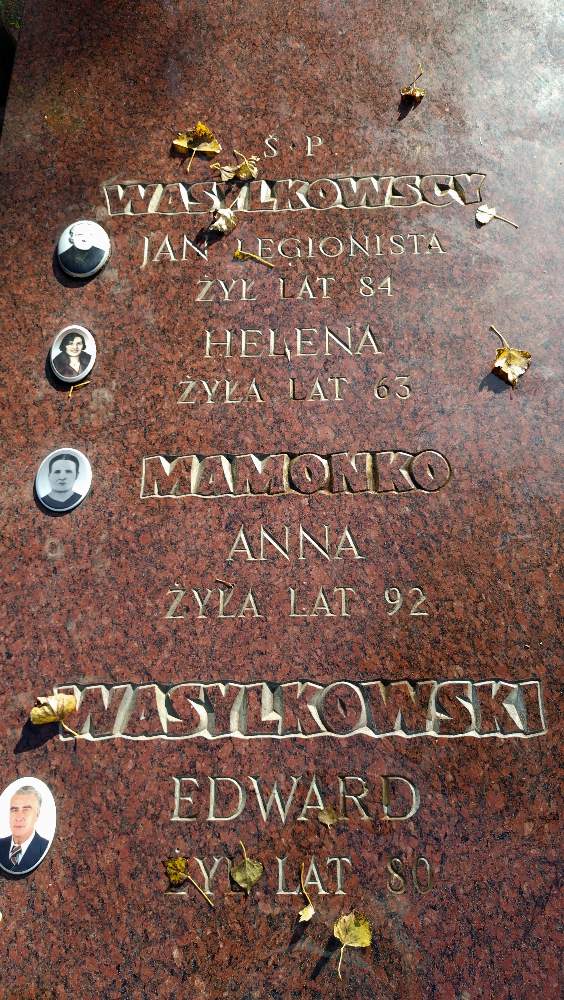 Ś. P
WASYLKOWSCY
JAN LEGIONISTA
ŻYŁ LAT 84
HELENA
ŻYŁA LAT 63
MAMONKO
ANNA
ŻYŁA LAT 92
WASYLKOWSKI
EDWARD
ŻYŁ LAT 80